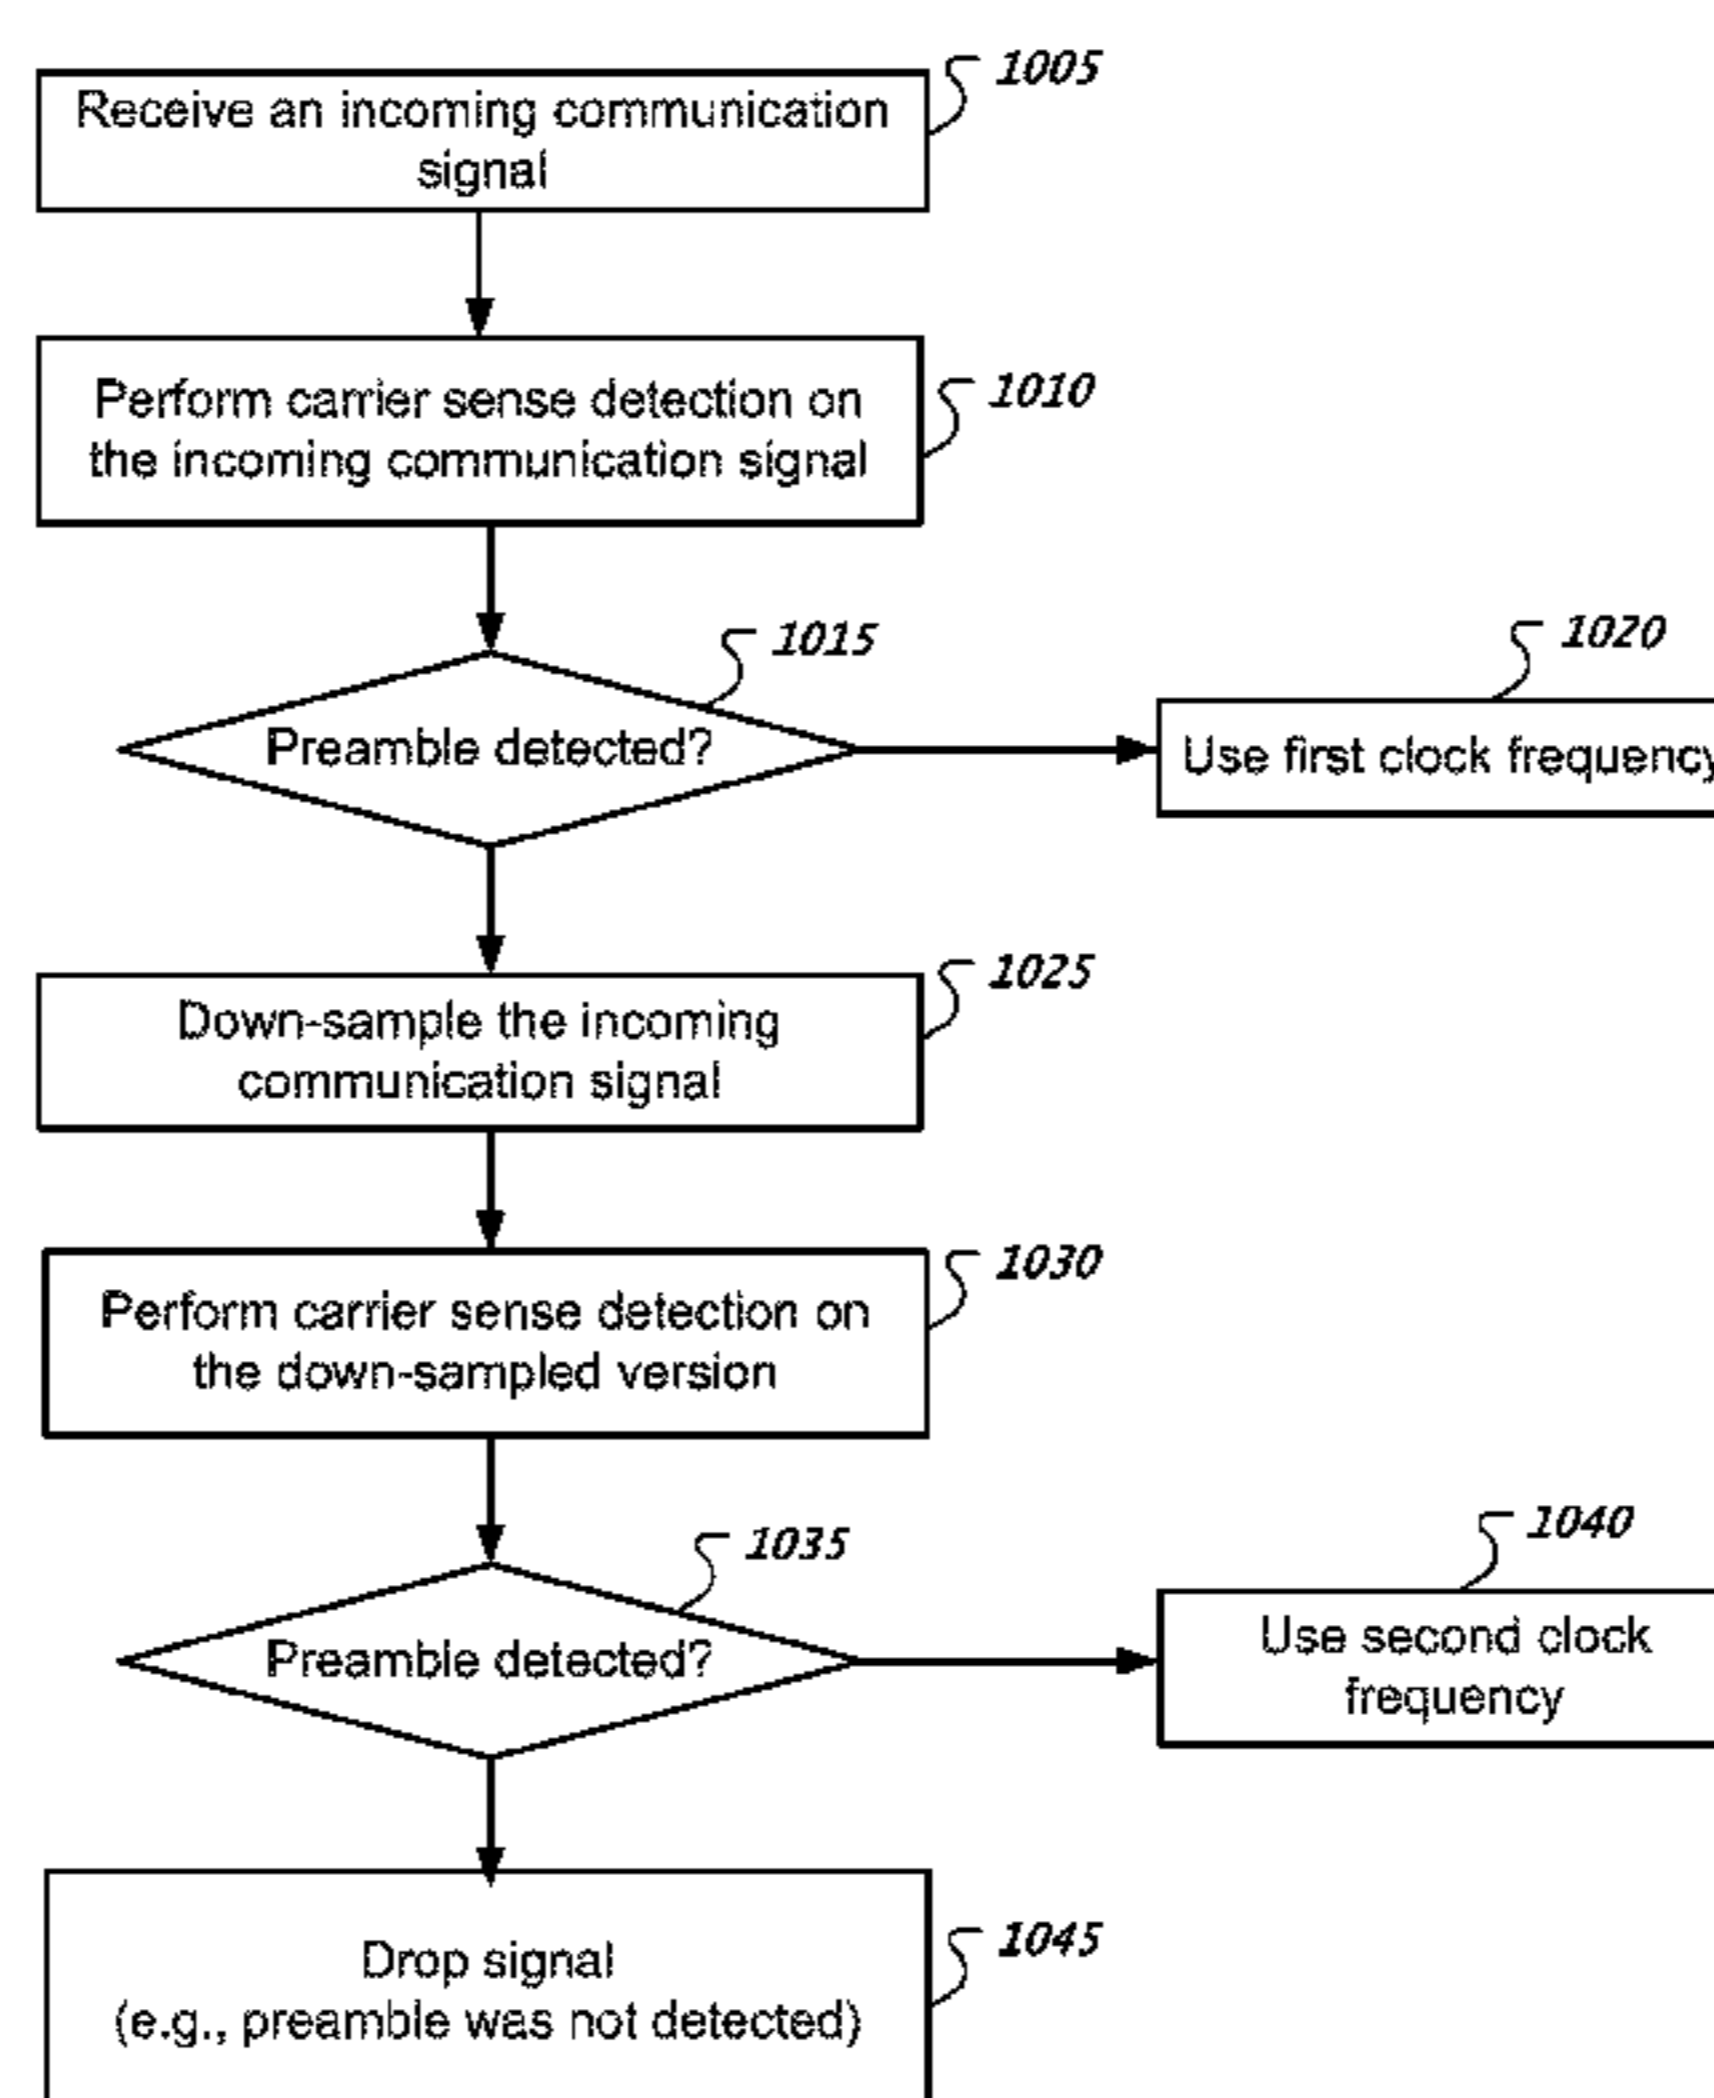 1005
Receive an incoming communication
signal
1010
Perform carrier sense detection on
the incoming communication signal
1015
Preamble detected?
1020
Use first clock frequency
1025
Down-sample the incoming
communication signal
1030
Perform carrier sense detection on
the down-sampled version
1035
Preamble detected?
1040
Use second clock
frequency
1045
Drop signal
(e.g., preamble was not detected)